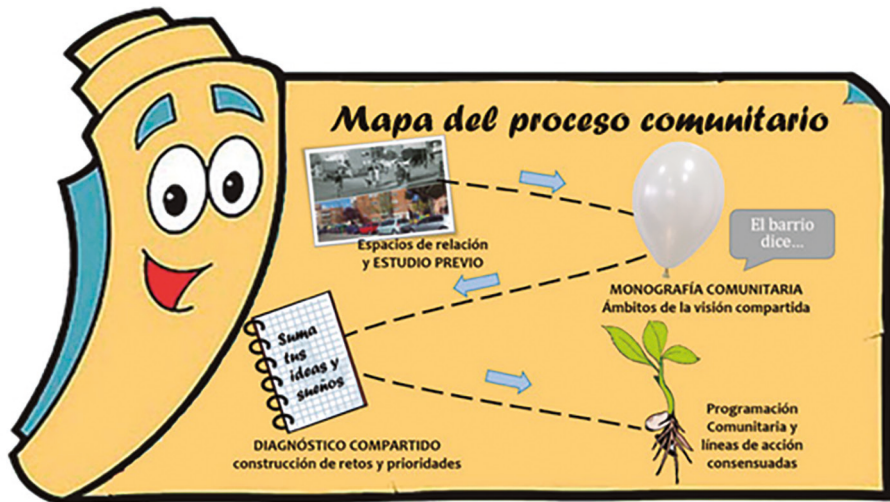 Mapa del proceso comunitario
Espacios de relación
y ESTUDIO PREVIO
El barrio
dice...
MONOGRAFÍA COMUNITARIA
Ámbitos de la visión compartida
Suma
tus
ideas y
sueños
DIAGNÓSTICO COMPARTIDO
construcción de retos y prioridades
Programación
Comunitaria y
líneas de acción
consensuadas